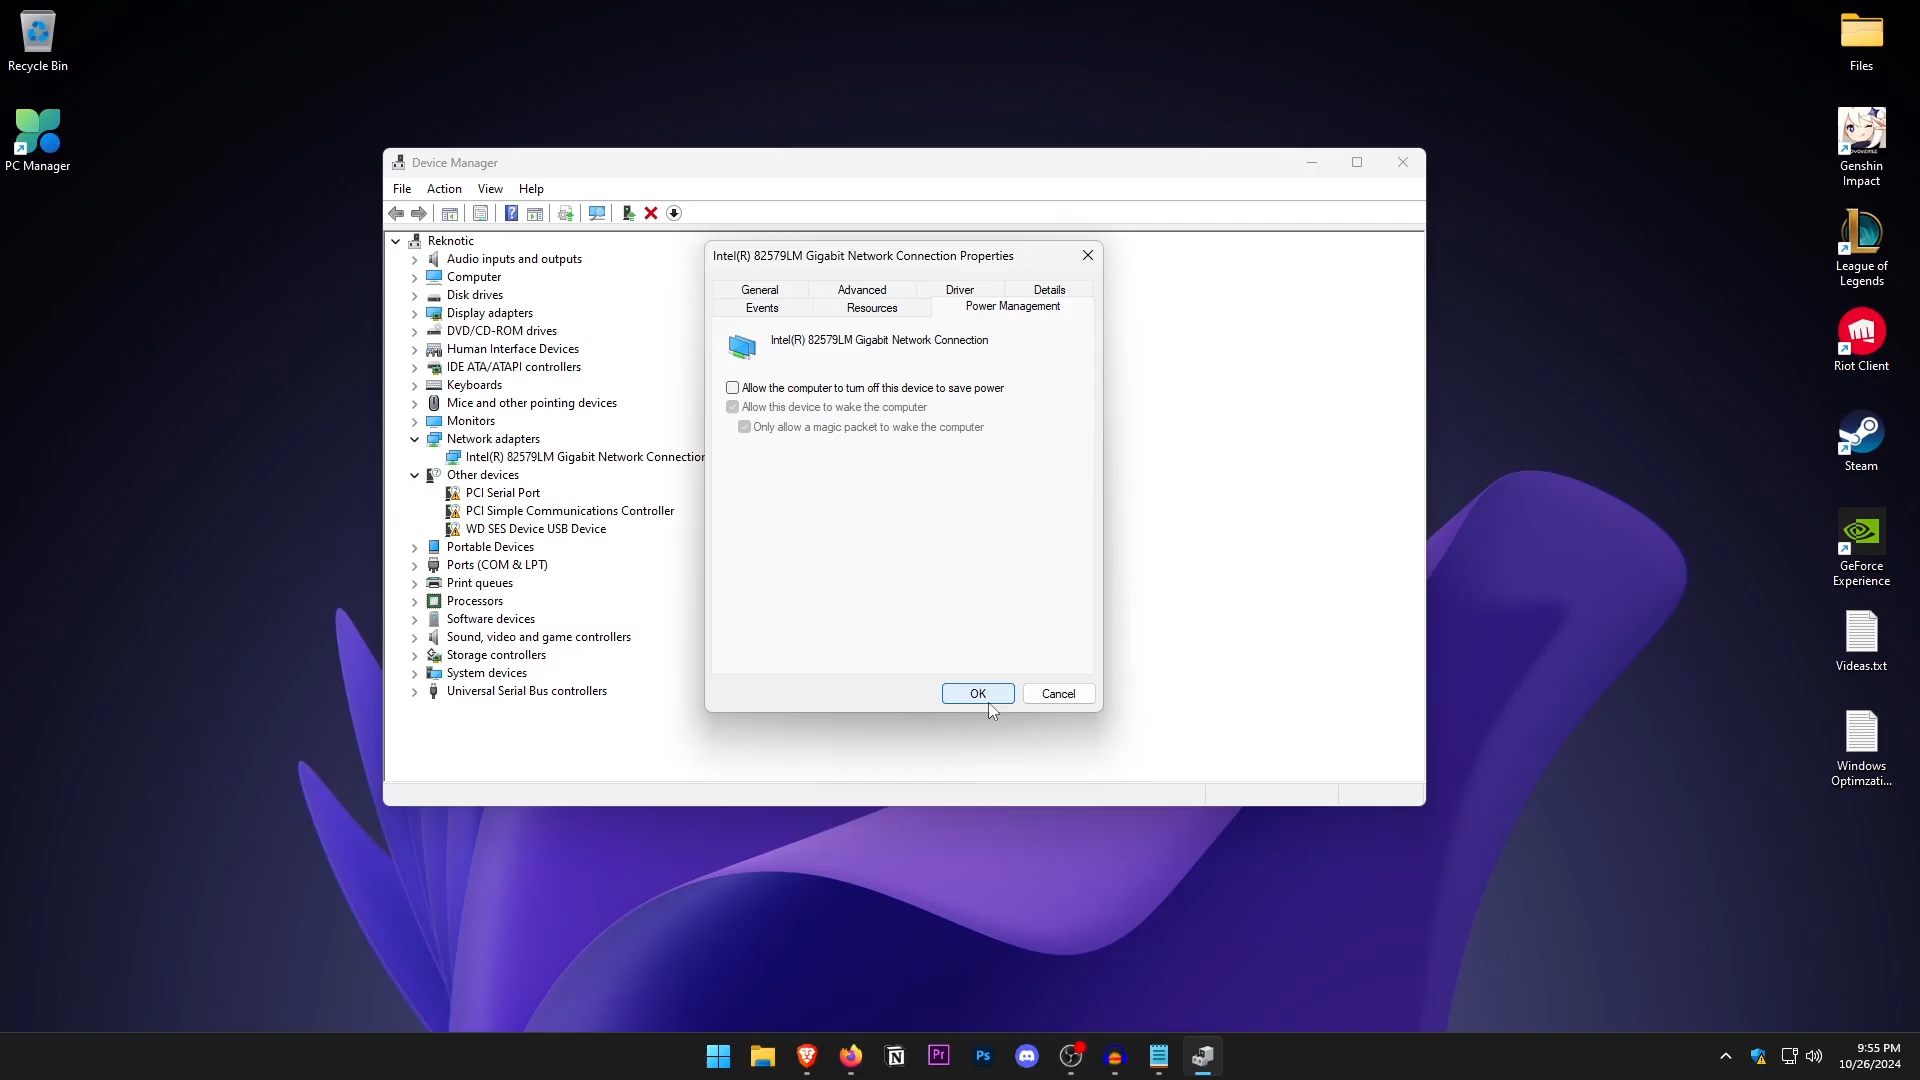 Recycle Bin
PC Manager
Device Manager
File Action View Help
Reknotic
Audio inputs and outputs
Computer
Disk drives
Display adapters
DVD/CD-ROM drives
Human Interface Devices
IDE ATA/ATAPI controllers
Keyboards
Mice and other pointing devices
Monitors
Network adapters
Intel(R) 82579LM Gigabit Network Connection
Other devices
PCI Serial Port
PCI Simple Communications Controller
WD SES Device USB Device
Portable Devices
Ports (COM & LPT)
Print queues
Processors
Software devices
Sound, video and game controllers
Storage controllers
System devices
Universal Serial Bus controllers
Intel(R) 82579LM Gigabit Network Connection Properties
General Advanced Driver Details
Events Resources Power Management
Intel(R) 82579LM Gigabit Network Connection
Allow the computer to turn off this device to save power
Allow this device to wake the computer
Only allow a magic packet to wake the computer
OK Cancel
Files
Genshin
Impact
League of
Legends
Riot Client
Steam
GeForce
Experience
Videas.txt
Windows
Optimzati...
Pr
Ps
9:55 PM
10/26/2024